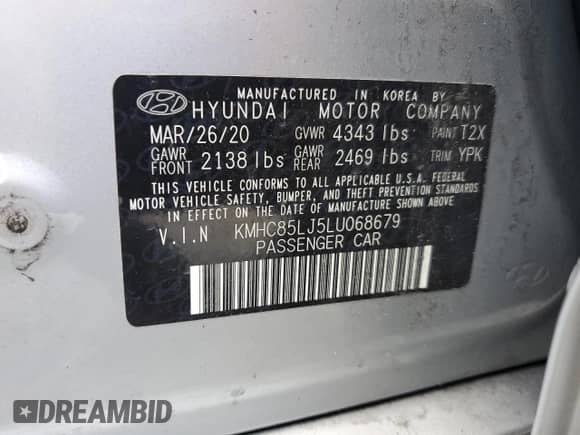 MANUFACTURED IN KOREA BY
HYUNDAI MOTOR COMPANY
MAR/26/20 GVWR 4343 lbs PAINT T2X
GAWR FRONT 2138 lbs GAWR REAR 2469 lbs TRIM YPK
THIS VEHICLE CONFORMS TO ALL APPLICABLE U.S.A. FEDERAL
MOTOR VEHICLE SAFETY, BUMPER, AND THEFT PREVENTION STANDARDS
IN EFFECT ON THE DATE OF MANUFACTURE SHOWN ABOVE.
V.I.N KMHC85LJ5LU068679
PASSENGER CAR
DREAMBID